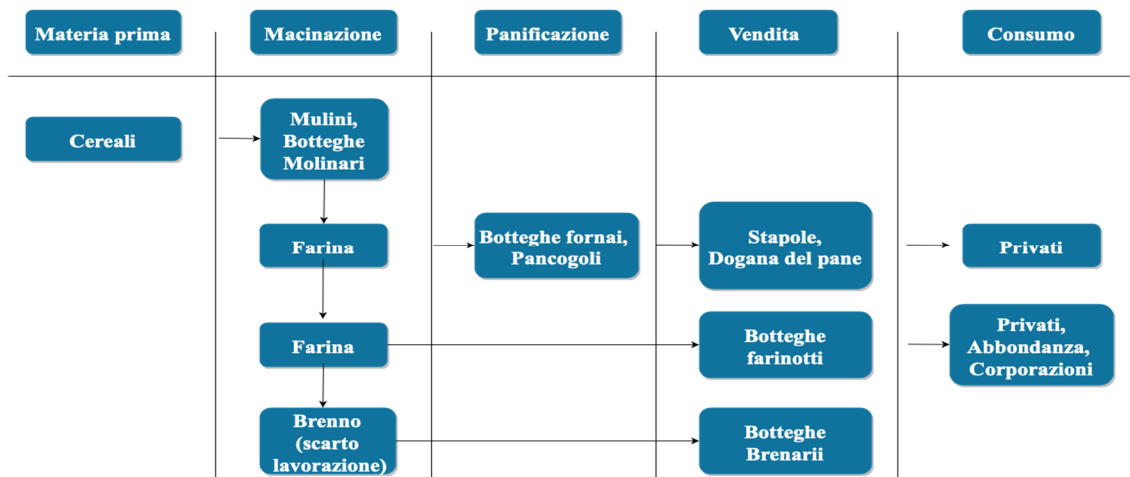 Materia prima
Macinazione
Panificazione
Vendita
Consumo
Cereali
Mulini,
Botteghe
Molinari
Farina
Botteghe fornai,
Pancogoli
Stapole,
Dogana del pane
Privati
Farina
Botteghe
farinotti
Privati,
Abbondanza,
Corporazioni
Brenno
(scarto
lavorazione)
Botteghe
Brenarii